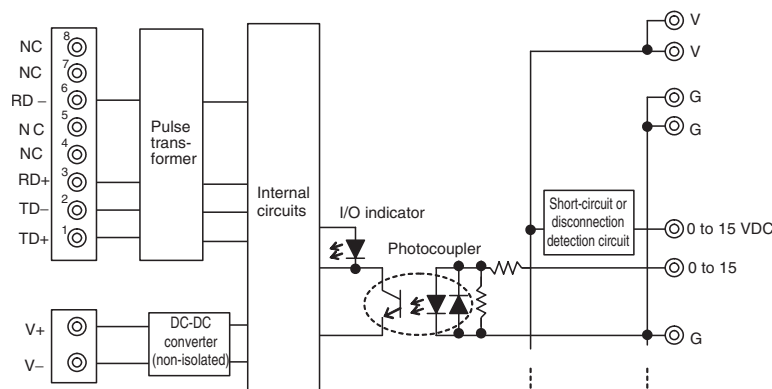 NC
8
NC
7
RD −
6
N C
5
NC
4
RD+
3
TD−
2
TD+
1
Pulse
trans-
former
Internal
circuits
V+
V−
DC-DC
converter
(non-isolated)
I/O indicator
Photocoupler
V
V
G
G
Short-circuit or
disconnection
detection circuit
0 to 15 VDC
0 to 15
G